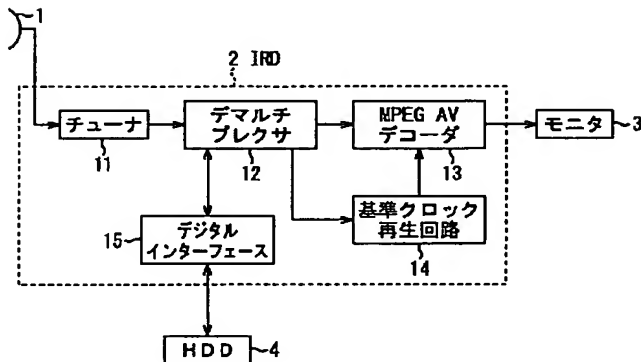 1
2 IRD
チューナ
11
デマルチ
プレクサ
12
MPEG AV
デコーダ
13
モニタ
3
15
デジタル
インターフェース
基準クロック
再生回路
14
HDD
4